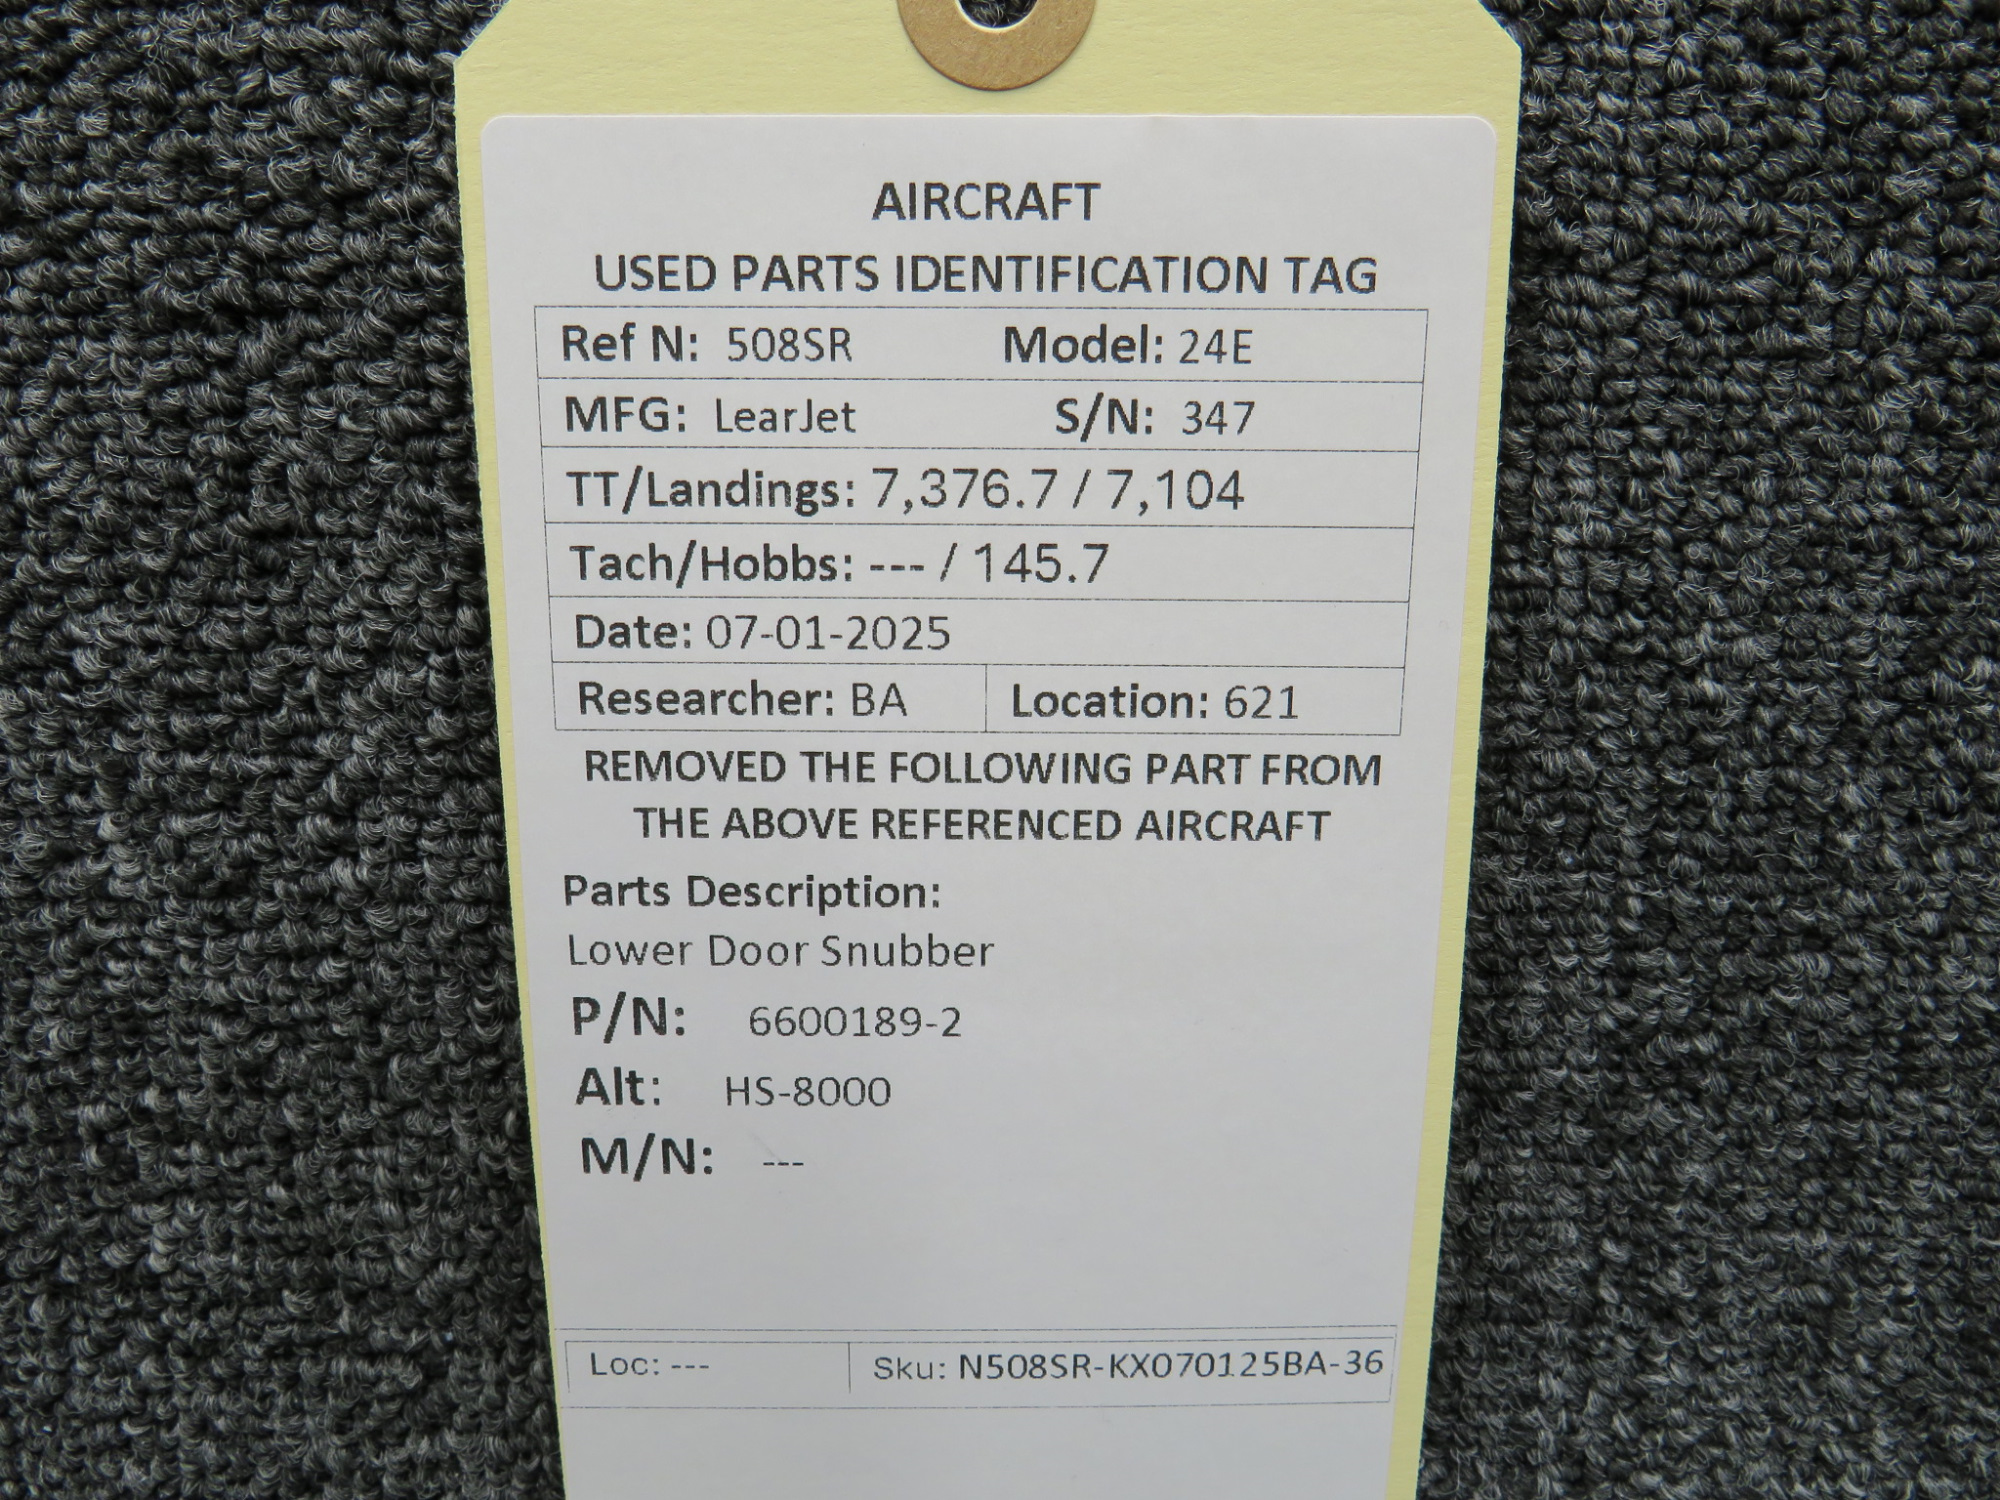 AIRCRAFT
USED PARTS IDENTIFICATION TAG
Ref N: 508SR Model: 24E
MFG: LearJet S/N: 347
TT/Landings: 7,376.7 / 7,104
Tach/Hobbs: --- / 145.7
Date: 07-01-2025
Researcher: BA Location: 621
REMOVED THE FOLLOWING PART FROM
THE ABOVE REFERENCED AIRCRAFT
Parts Description:
Lower Door Snubber
P/N: 6600189-2
Alt: HS-8000
M/N: ---
Loc: --- Sku: N508SR-KX070125BA-36